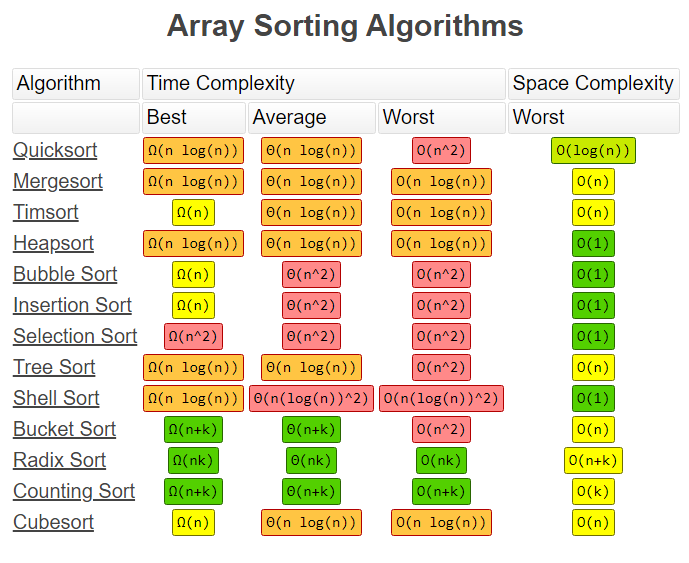 Array Sorting Algorithms
Algorithm Time Complexity Space Complexity
Best Average Worst Worst
Quicksort Ω(n log(n)) Θ(n log(n)) O(n^2) O(log(n))
Mergesort Ω(n log(n)) Θ(n log(n)) O(n log(n)) O(n)
Timsort Ω(n) Θ(n log(n)) O(n log(n)) O(n)
Heapsort Ω(n log(n)) Θ(n log(n)) O(n log(n)) O(1)
Bubble Sort Ω(n) Θ(n^2) O(n^2) O(1)
Insertion Sort Ω(n) Θ(n^2) O(n^2) O(1)
Selection Sort Ω(n^2) Θ(n^2) O(n^2) O(1)
Tree Sort Ω(n log(n)) Θ(n log(n)) O(n^2) O(n)
Shell Sort Ω(n log(n)) Θ(n(log(n))^2) O(n(log(n))^2) O(1)
Bucket Sort Ω(n+k) Θ(n+k) O(n^2) O(n)
Radix Sort Ω(nk) Θ(nk) O(nk) O(n+k)
Counting Sort Ω(n+k) Θ(n+k) O(n+k) O(k)
Cubesort Ω(n) Θ(n log(n)) O(n log(n)) O(n)